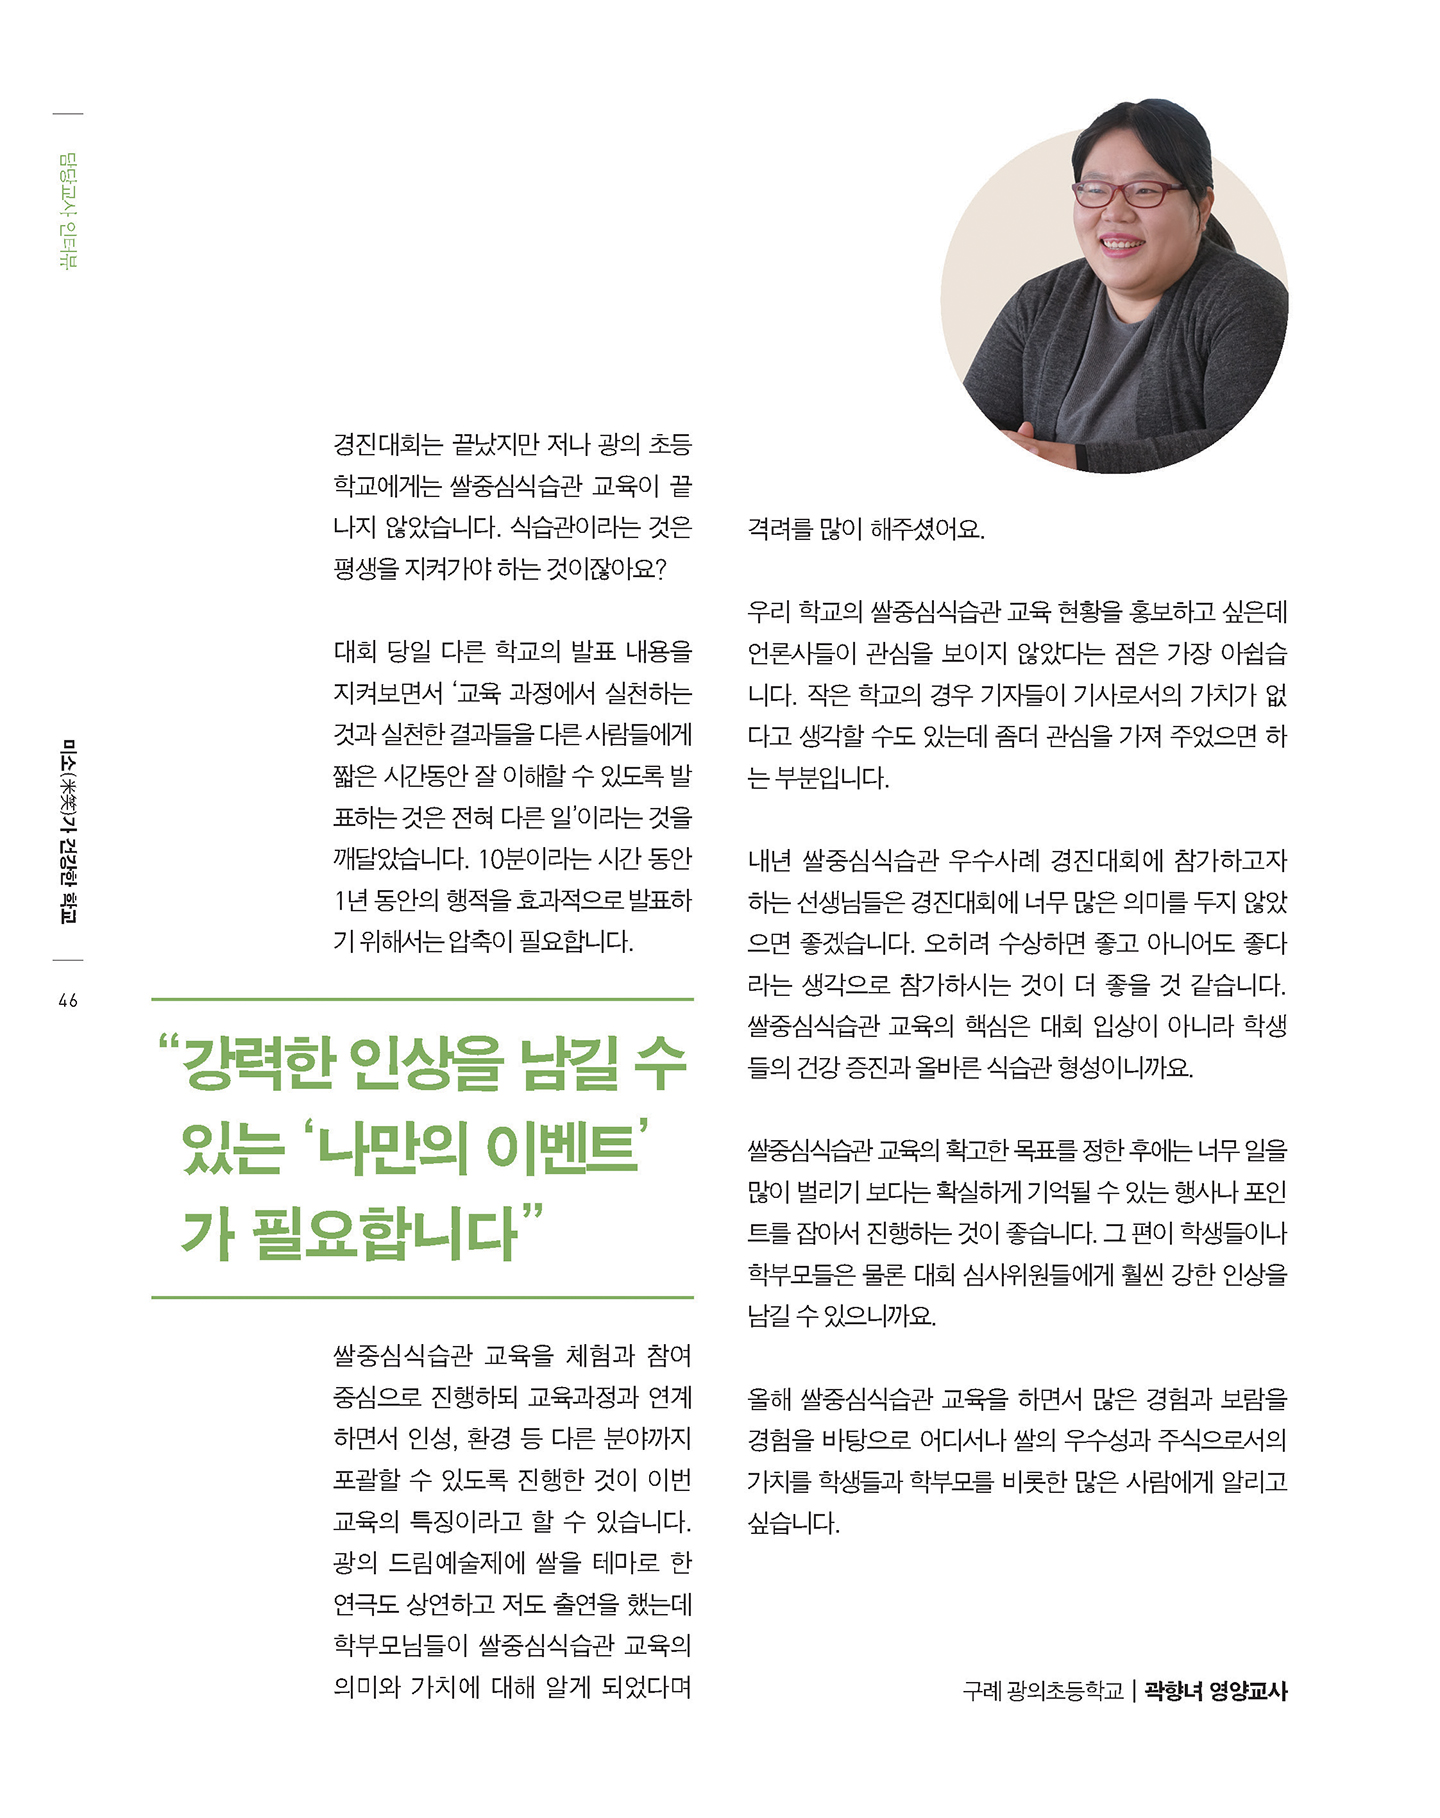 담당교사 인터뷰
미소(米笑)가 건강한 학교
46
경진대회는 끝났지만 저나 광의 초등
학교에게는 쌀중심식습관 교육이 끝
나지 않았습니다. 식습관이라는 것은
평생을 지켜가야 하는 것이잖아요?
대회 당일 다른 학교의 발표 내용을
지켜보면서 ‘교육 과정에서 실천하는
것과 실천한 결과들을 다른 사람들에게
짧은 시간동안 잘 이해할 수 있도록 발
표하는 것은 전혀 다른 일’이라는 것을
깨달았습니다. 10분이라는 시간 동안
1년 동안의 행적을 효과적으로 발표하
기 위해서는 압축이 필요합니다.
“강력한 인상을 남길 수
있는 ‘나만의 이벤트’
가 필요합니다”
쌀중심식습관 교육을 체험과 참여
중심으로 진행하되 교육과정과 연계
하면서 인성, 환경 등 다른 분야까지
포괄할 수 있도록 진행한 것이 이번
교육의 특징이라고 할 수 있습니다.
광의 드림예술제에 쌀을 테마로 한
연극도 상연하고 저도 출연을 했는데
학부모님들이 쌀중심식습관 교육의
의미와 가치에 대해 알게 되었다며
격려를 많이 해주셨어요.
우리 학교의 쌀중심식습관 교육 현황을 홍보하고 싶은데
언론사들이 관심을 보이지 않았다는 점은 가장 아쉽습
니다. 작은 학교의 경우 기자들이 기사로서의 가치가 없
다고 생각할 수도 있는데 좀더 관심을 가져 주었으면 하
는 부분입니다.
내년 쌀중심식습관 우수사례 경진대회에 참가하고자
하는 선생님들은 경진대회에 너무 많은 의미를 두지 않았
으면 좋겠습니다. 오히려 수상하면 좋고 아니어도 좋다
라는 생각으로 참가하시는 것이 더 좋을 것 같습니다.
쌀중심식습관 교육의 핵심은 대회 입상이 아니라 학생
들의 건강 증진과 올바른 식습관 형성이니까요.
쌀중심식습관 교육의 확고한 목표를 정한 후에는 너무 일을
많이 벌리기 보다는 확실하게 기억될 수 있는 행사나 포인
트를 잡아서 진행하는 것이 좋습니다. 그 편이 학생들이나
학부모들은 물론 대회 심사위원들에게 훨씬 강한 인상을
남길 수 있으니까요.
올해 쌀중심식습관 교육을 하면서 많은 경험과 보람을
경험을 바탕으로 어디서나 쌀의 우수성과 주식으로서의
가치를 학생들과 학부모를 비롯한 많은 사람에게 알리고
싶습니다.
구례 광의초등학교 | 곽향녀 영양교사